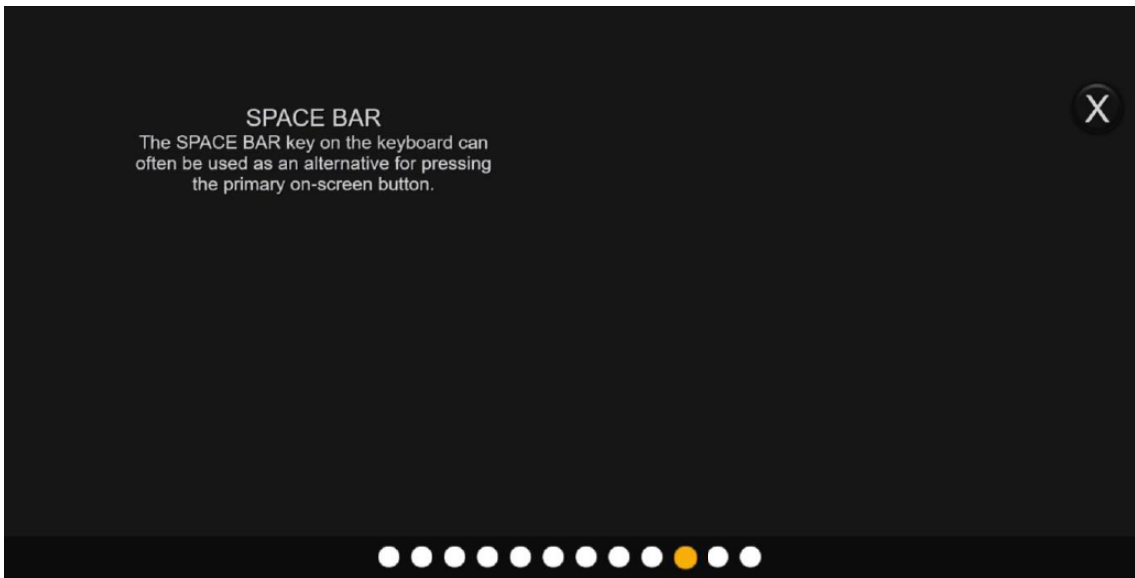 SPACE BAR
X
The SPACE BAR key on the keyboard can
often be used as an alternative for pressing
the primary on-screen button.